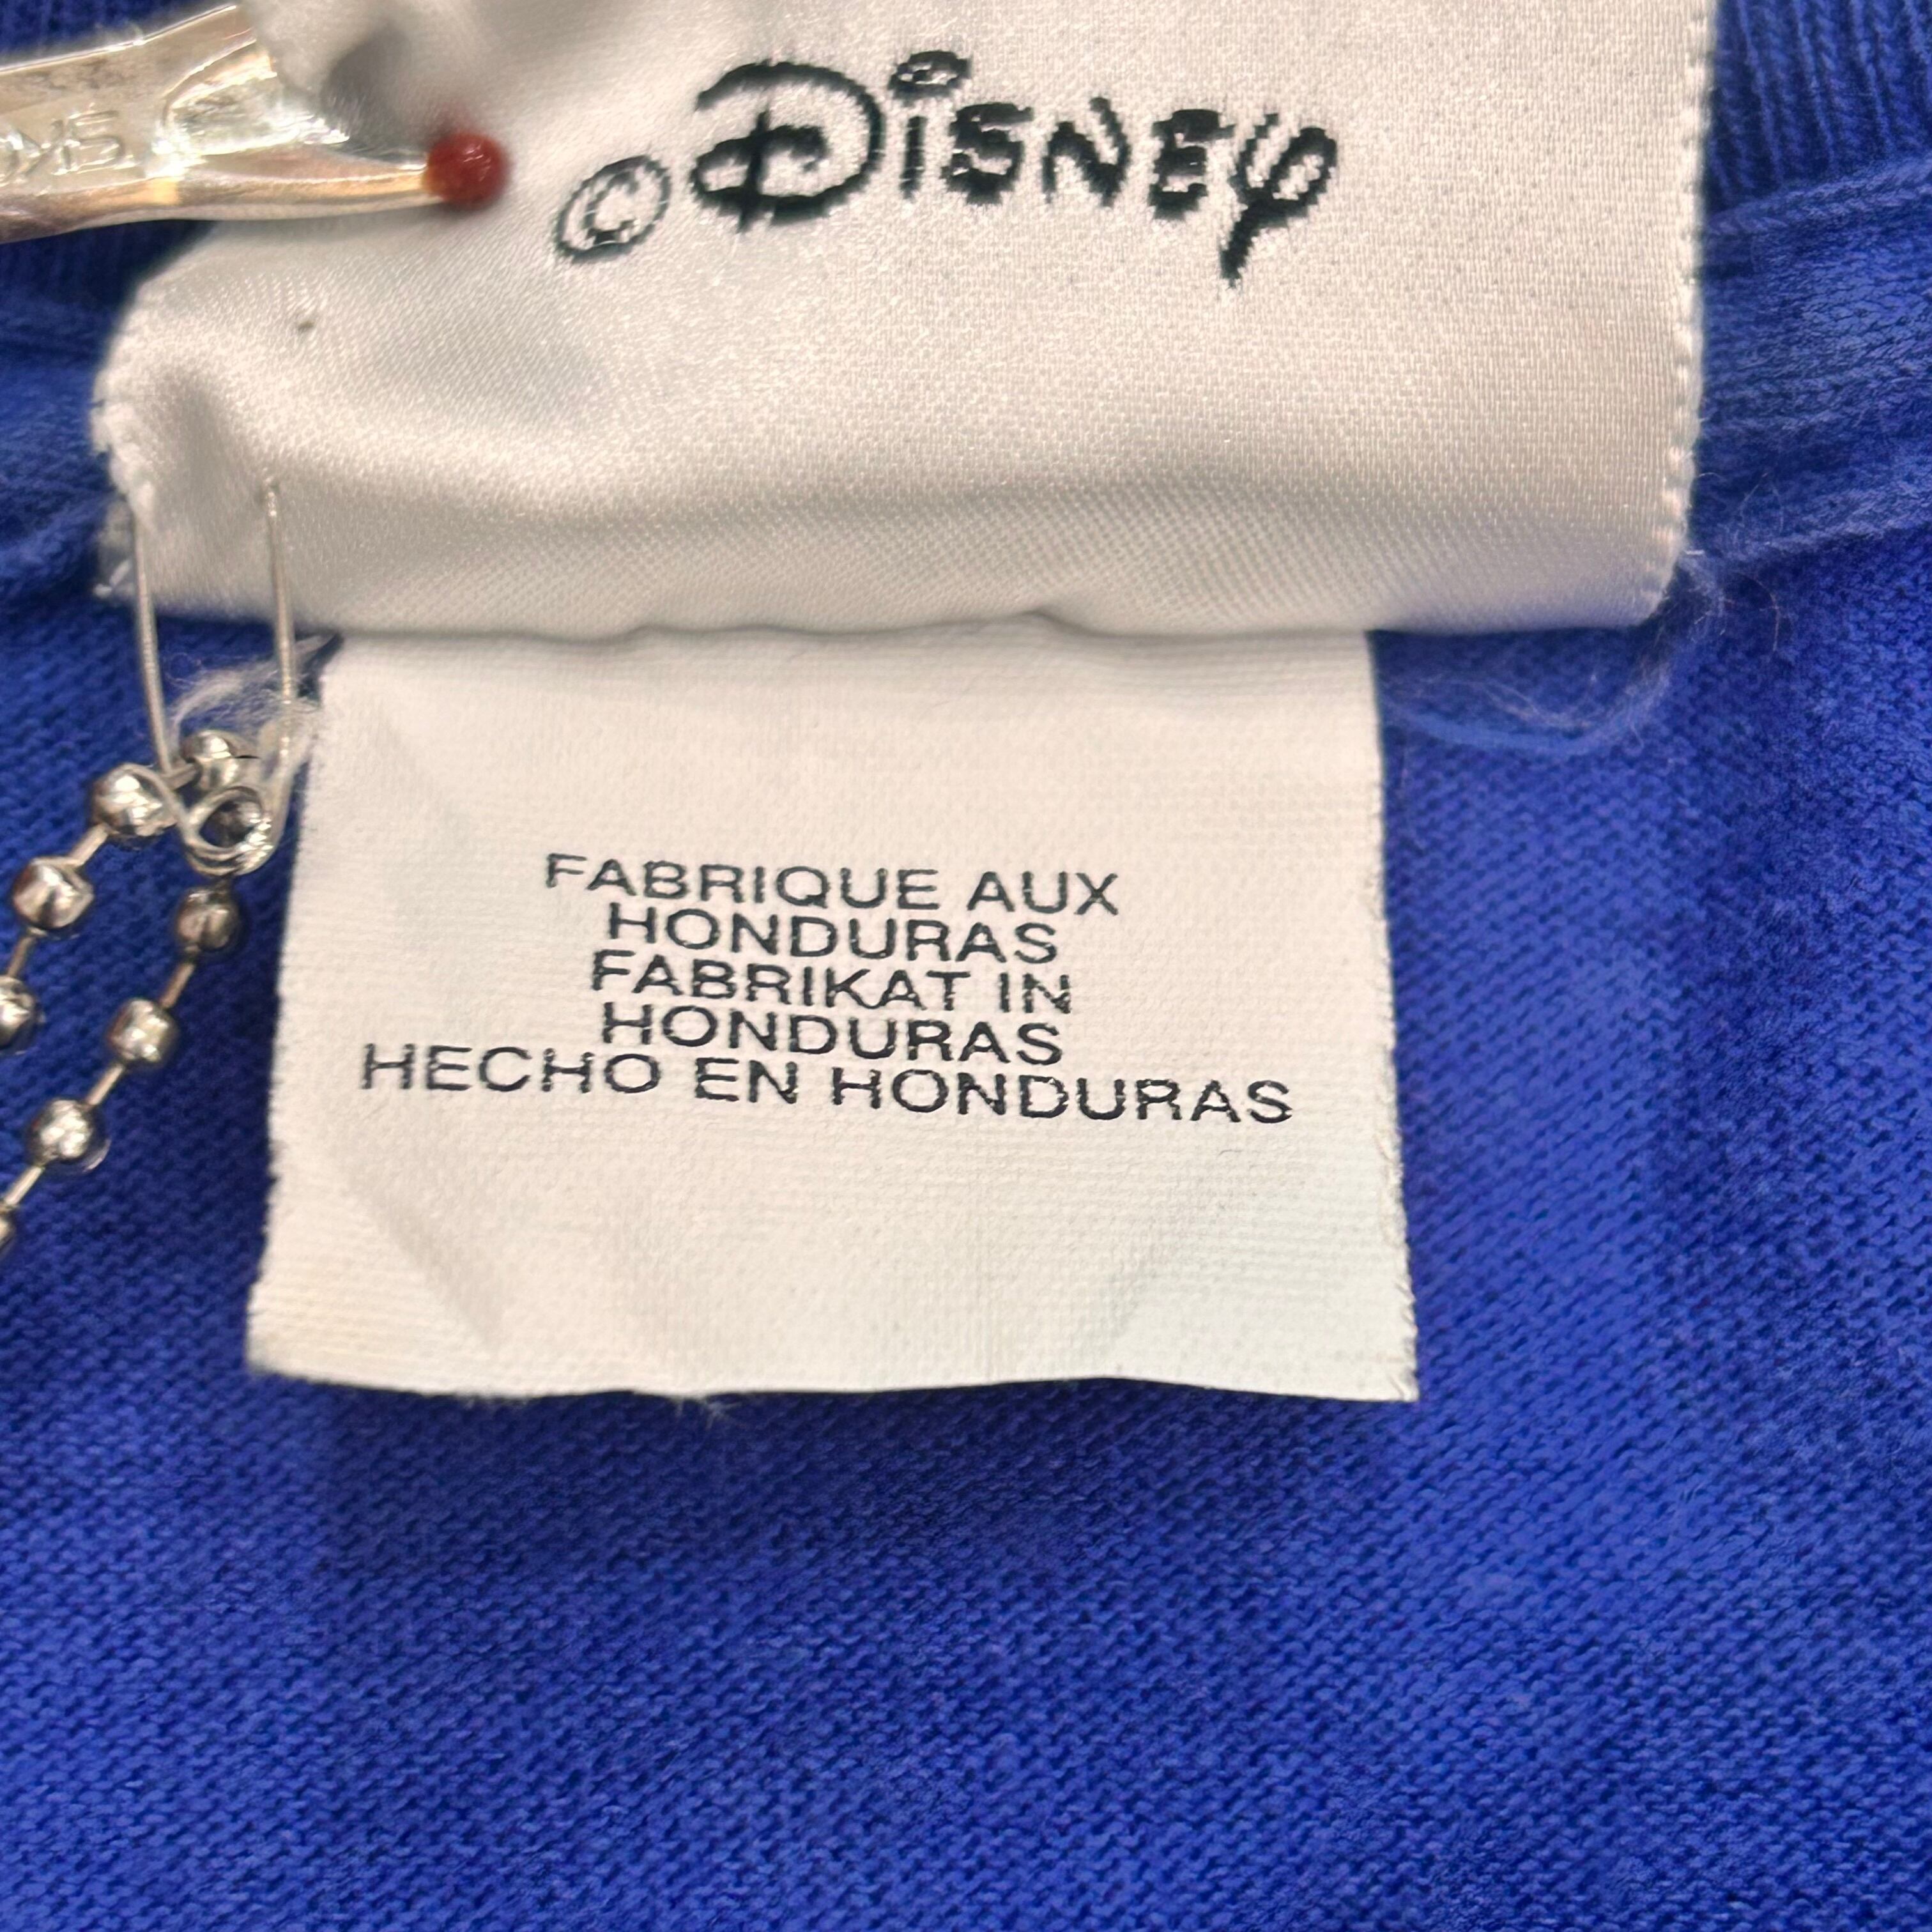 ©Disney
FABRIQUE AUX
HONDURAS
FABRIKAT IN
HONDURAS
HECHO EN HONDURAS